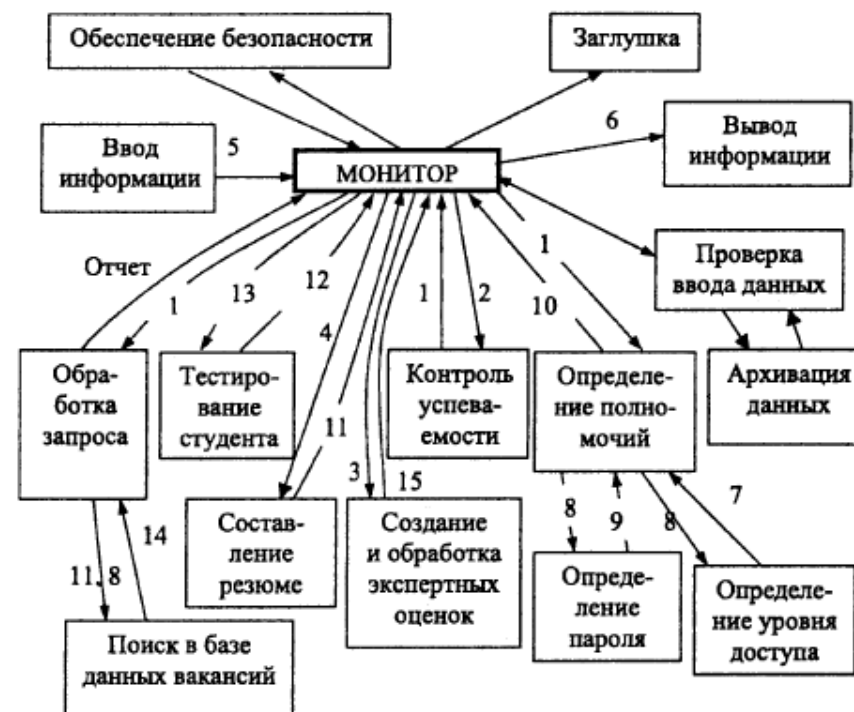 Обеспечение безопасности
Заглушка
Ввод
информации
5
МОНИТОР
6
Вывод
информации
Отчет
1
13
12
4
11
3
15
1
2
10
1
Проверка
ввода данных
Обра-
ботка
запроса
Тестиро-
вание
студента
Контроль
успева-
емости
Определе-
ние полно-
мочий
Архивация
данных
11, 8
14
Состав-
ление
резюме
Создание
и обработка
экспертных
оценок
8
9
8
7
Опреде-
ление
пароля
Определе-
ние уровня
доступа
Поиск в базе
данных вакансий